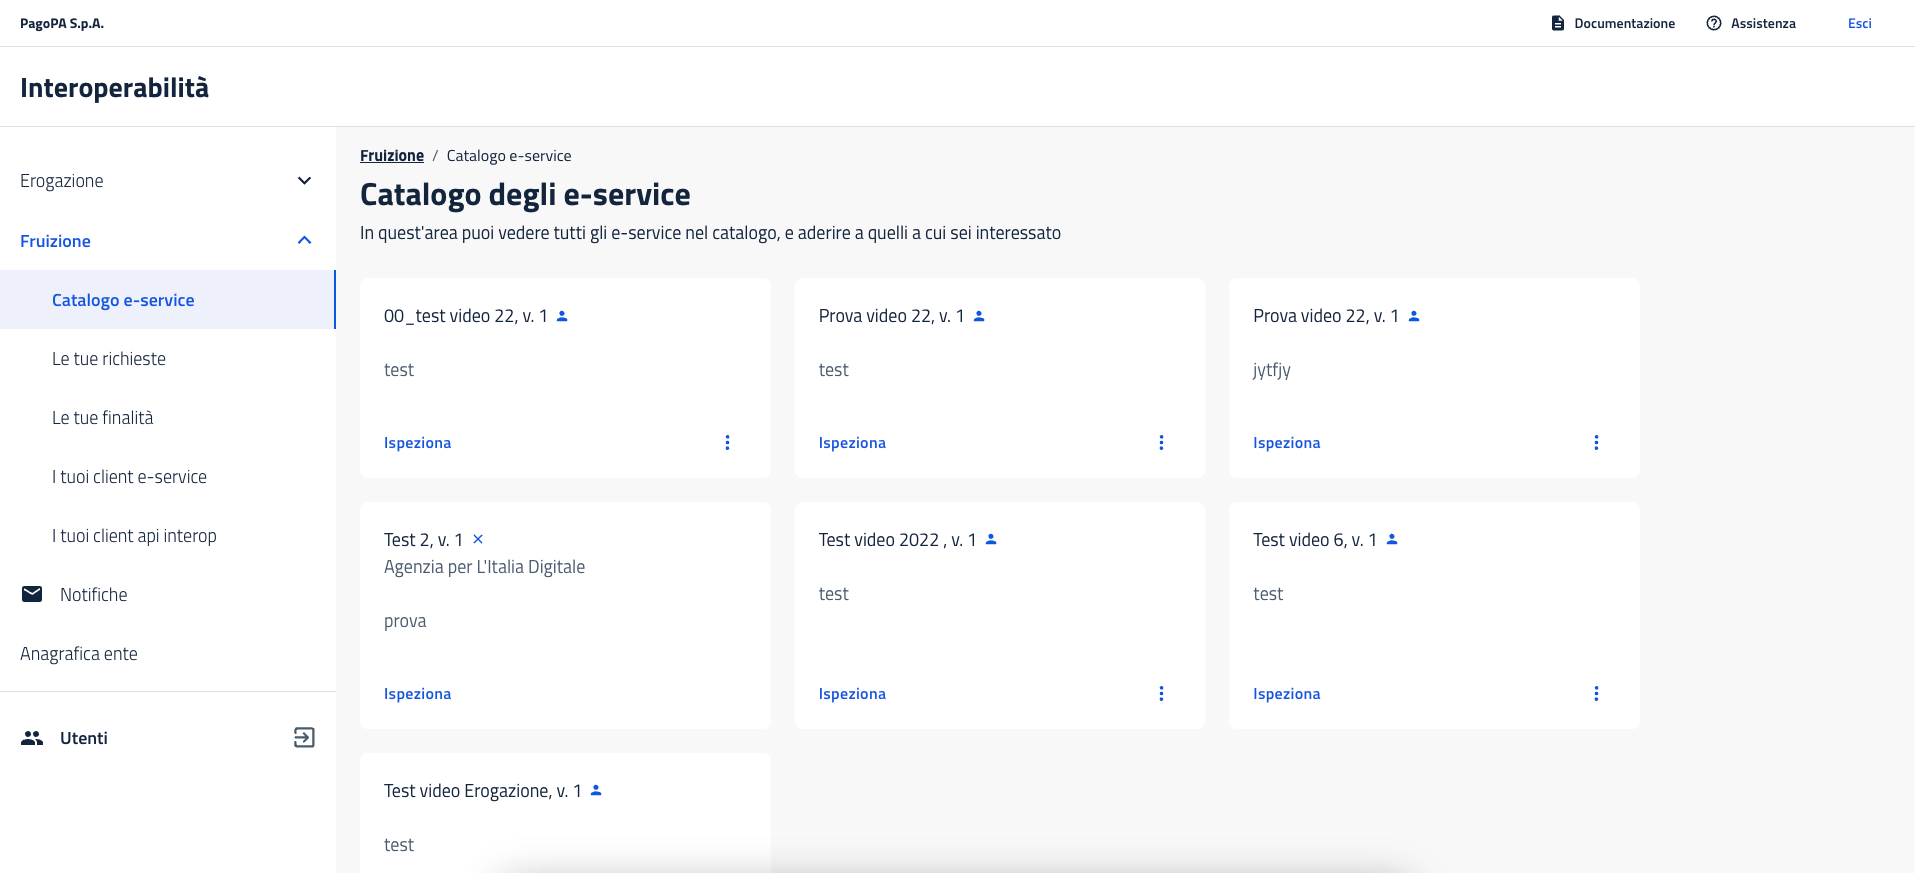 PagoPA S.p.A.
Documentazione
Assistenza
Esci
Interoperabilità
Erogazione
Fruizione
Catalogo e-service
Le tue richieste
Le tue finalità
I tuoi client e-service
I tuoi client api interop
Notifiche
Anagrafica ente
Utenti
Fruizione / Catalogo e-service
Catalogo degli e-service
In quest'area puoi vedere tutti gli e-service nel catalogo, e aderire a quelli a cui sei interessato
00_test video 22, v. 1
test
Ispeziona
Prova video 22, v. 1
test
Ispeziona
Prova video 22, v. 1
jytfjy
Ispeziona
Test 2, v. 1
Agenzia per L'Italia Digitale
prova
Ispeziona
Test video 2022 , v. 1
test
Ispeziona
Test video 6, v. 1
test
Ispeziona
Test video Erogazione, v. 1
test